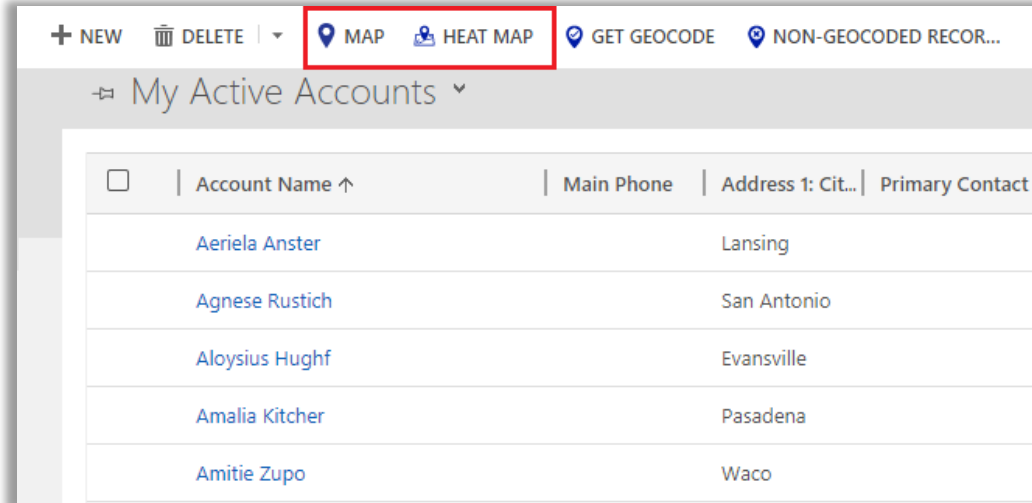 NEW DELETE MAP HEAT MAP GET GEOCODE NON-GEOCODED RECOR...
My Active Accounts
Account Name Main Phone Address 1: Cit... Primary Contact
Aeriela Anster Lansing
Agnese Rustich San Antonio
Aloysius Hughf Evansville
Amalia Kitcher Pasadena
Amitie Zupo Waco